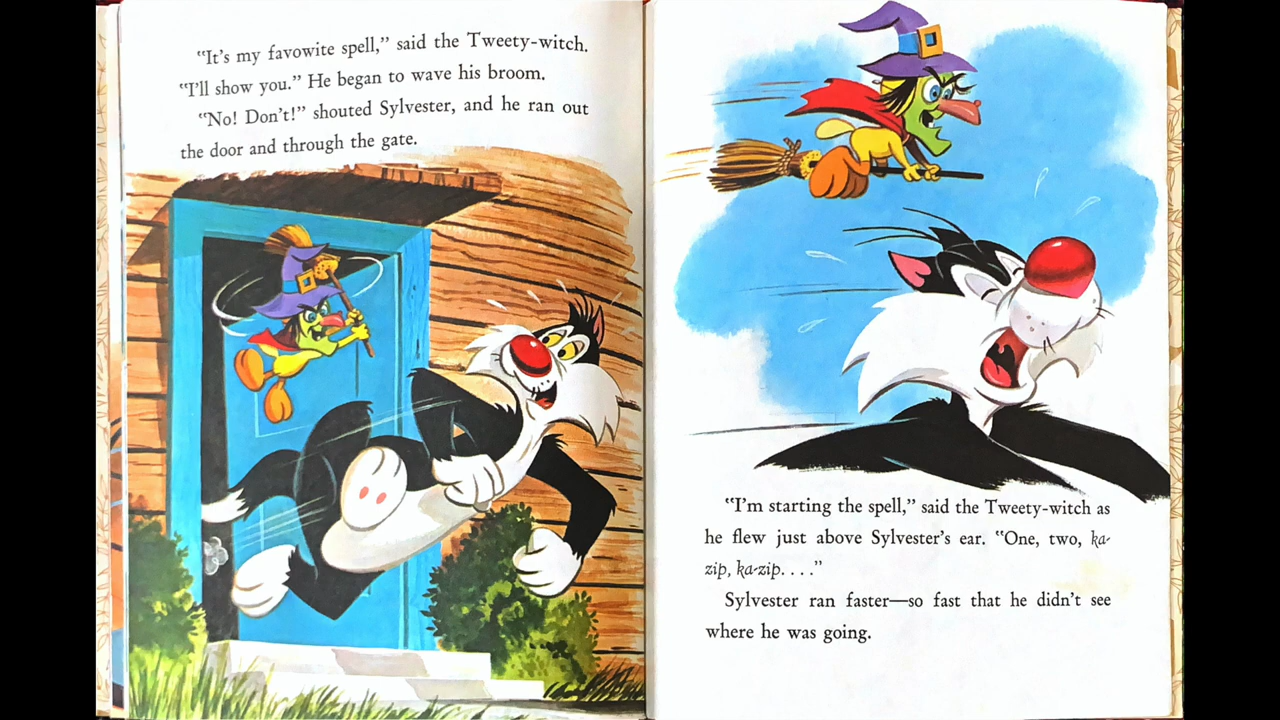 “It’s my favowite spell,” said the Tweety-witch.
“I’ll show you.” He began to wave his broom.
“No! Don’t!” shouted Sylvester, and he ran out
the door and through the gate.
“I’m starting the spell,” said the Tweety-witch as
he flew just above Sylvester’s ear. “One, two, ka-
zip, ka-zip. . . .”
Sylvester ran faster—so fast that he didn’t see
where he was going.